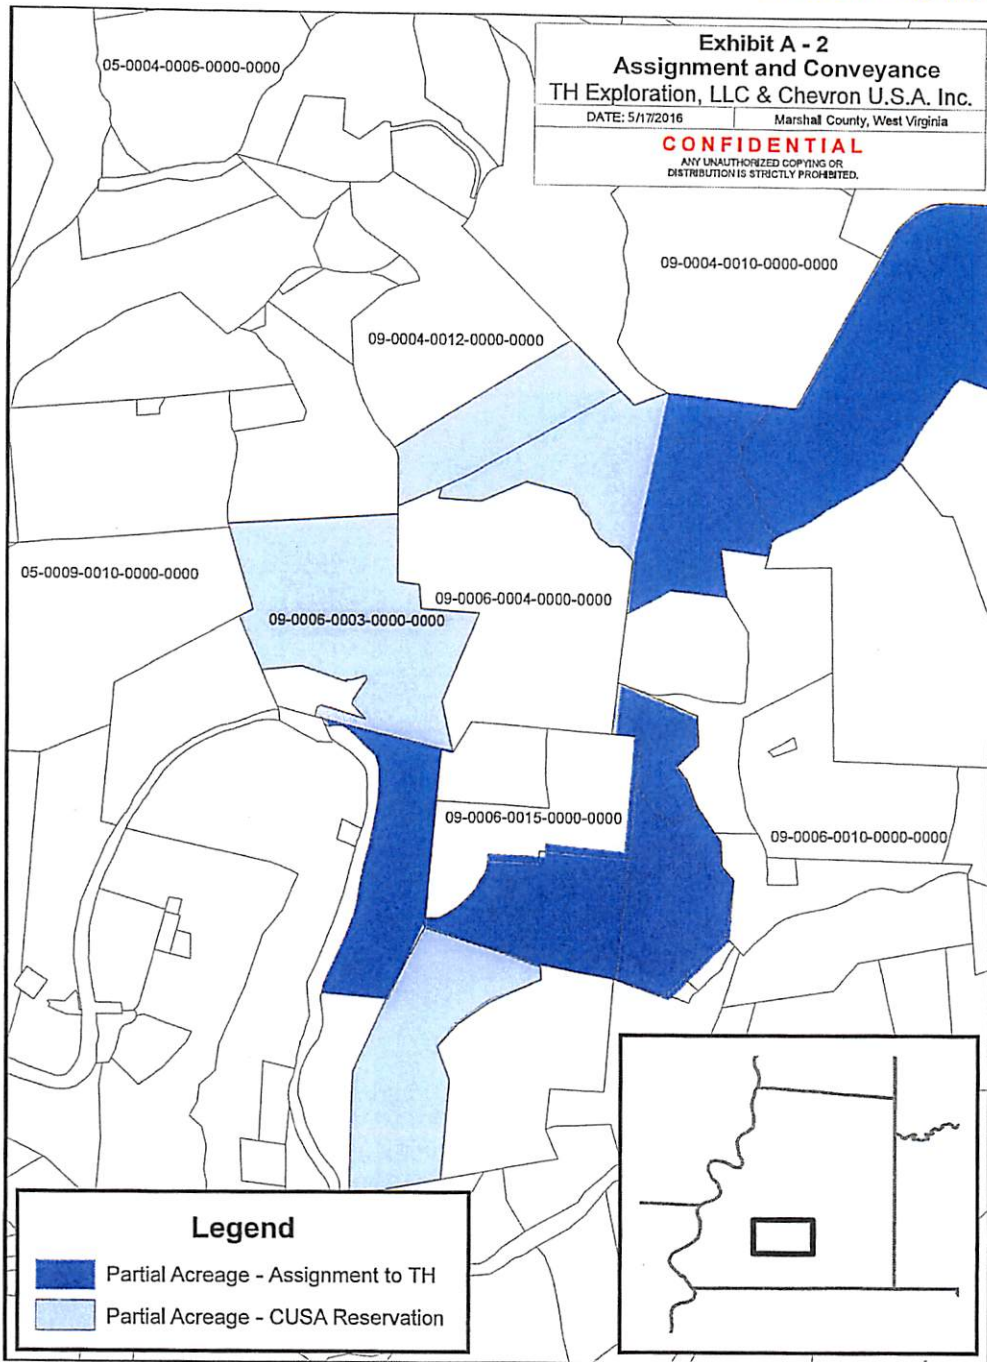 Exhibit A - 2
Assignment and Conveyance
TH Exploration, LLC & Chevron U.S.A. Inc.
DATE: 5/17/2016
Marshall County, West Virginia
CONFIDENTIAL
ANY UNAUTHORIZED COPYING OR
DISTRIBUTION IS STRICTLY PROHIBITED.
05-0004-0006-0000-0000
09-0004-0010-0000-0000
09-0004-0012-0000-0000
05-0009-0010-0000-0000
09-0006-0004-0000-0000
09-0006-0003-0000-0000
09-0006-0015-0000-0000
09-0006-0010-0000-0000
Legend
Partial Acreage - Assignment to TH
Partial Acreage - CUSA Reservation